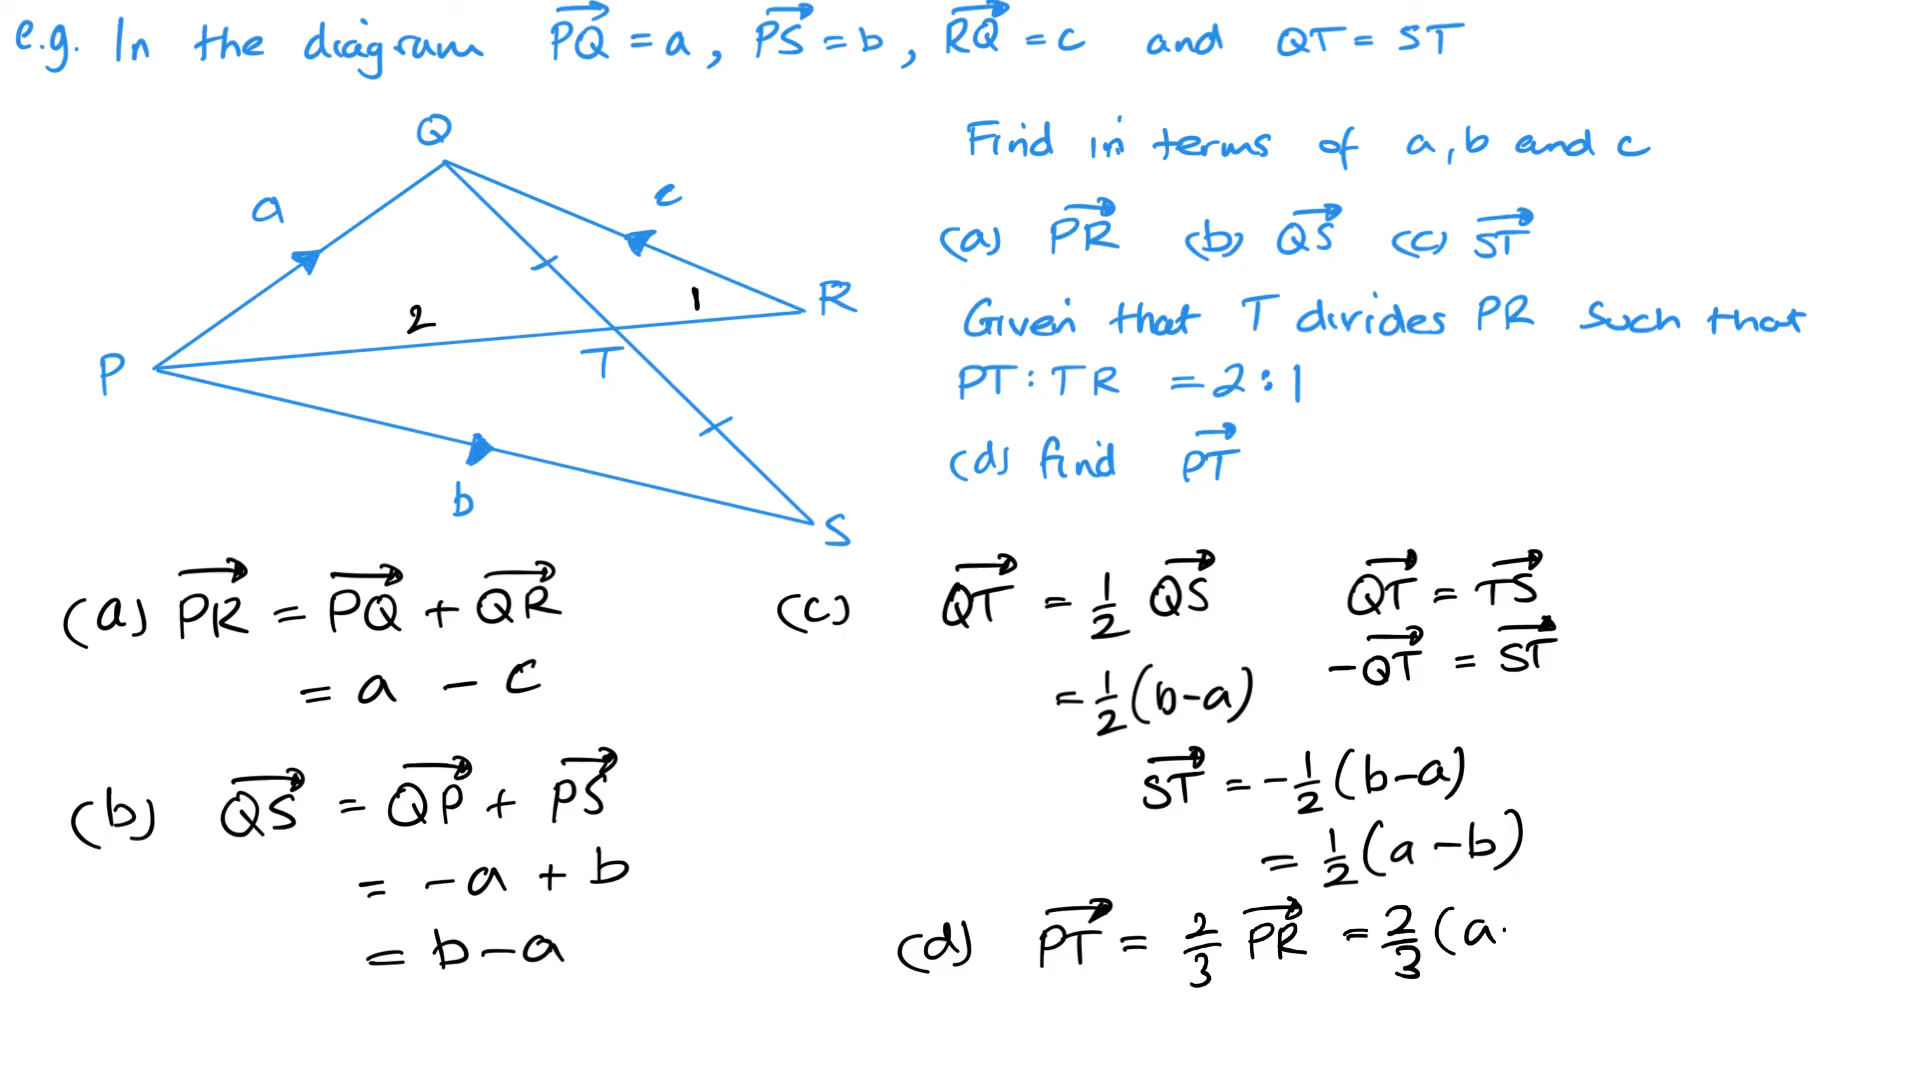 e.g. In the diagram PQ⃗ = a, PS⃗ = b, RQ⃗ = c and QT = ST
Find in terms of a, b and c
(a) PR⃗ (b) QS⃗ (c) ST⃗
Given that T divides PR such that
PT : TR = 2 : 1
(d) find PT⃗
Q
a
c
2
1
R
P
T
b
S
(a) PR⃗ = PQ⃗ + QR⃗
= a - c
(b) QS⃗ = QP⃗ + PS⃗
= -a + b
= b - a
(c) QT⃗ = 1/2 QS⃗
= 1/2 (b-a)
QT⃗ = TS⃗
-QT⃗ = ST⃗
ST⃗ = -1/2 (b-a)
= 1/2 (a-b)
(d) PT⃗ = 2/3 PR⃗ = 2/3 (a